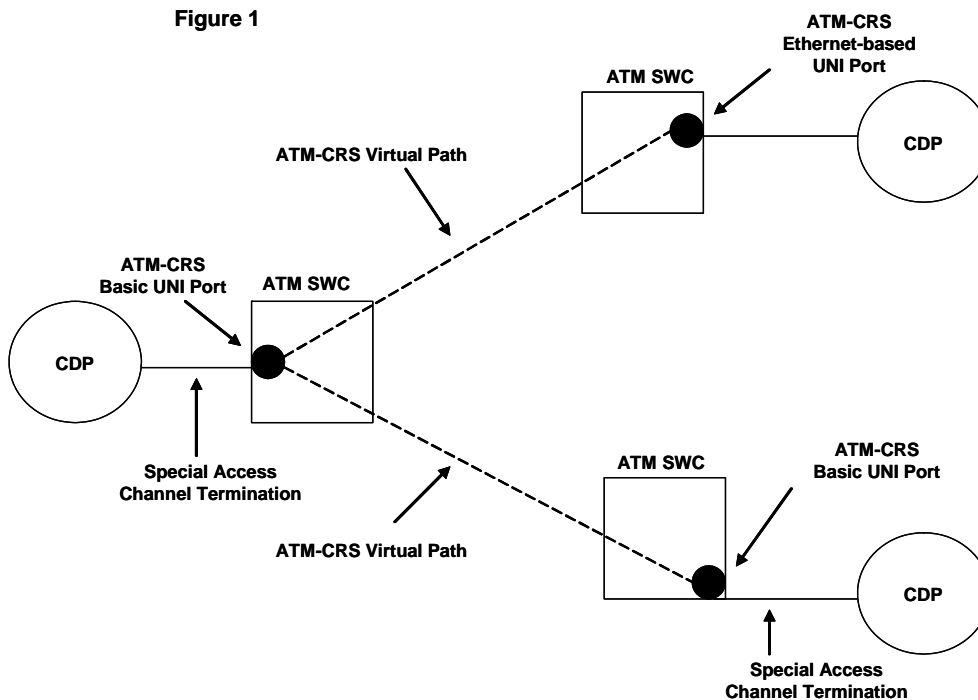 Figure 1
ATM-CRS
Ethernet-based
UNI Port
ATM SWC
CDP
ATM-CRS Virtual Path
ATM-CRS
Basic UNI Port
ATM SWC
CDP
Special Access
Channel Termination
ATM-CRS Virtual Path
ATM SWC
ATM-CRS
Basic UNI Port
CDP
Special Access
Channel Termination